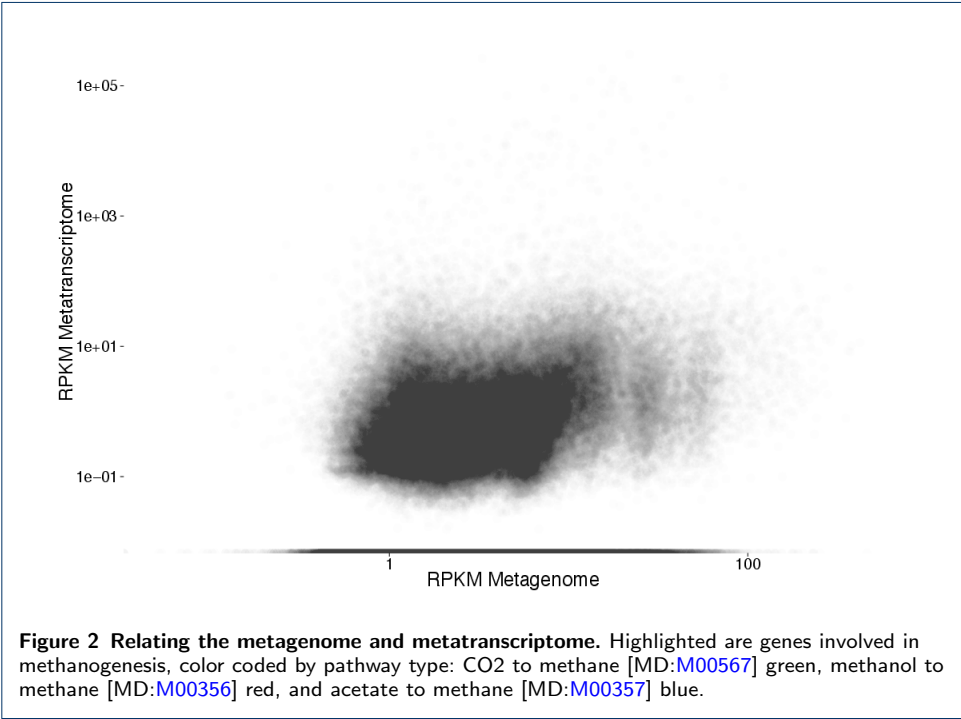 1e+05
1e+03
1e+01
1e−01
RPKM Metatranscriptome
1
100
RPKM Metagenome
Figure 2 Relating the metagenome and metatranscriptome. Highlighted are genes involved in
methanogenesis, color coded by pathway type: CO2 to methane [MD:M00567] green, methanol to
methane [MD:M00356] red, and acetate to methane [MD:M00357] blue.